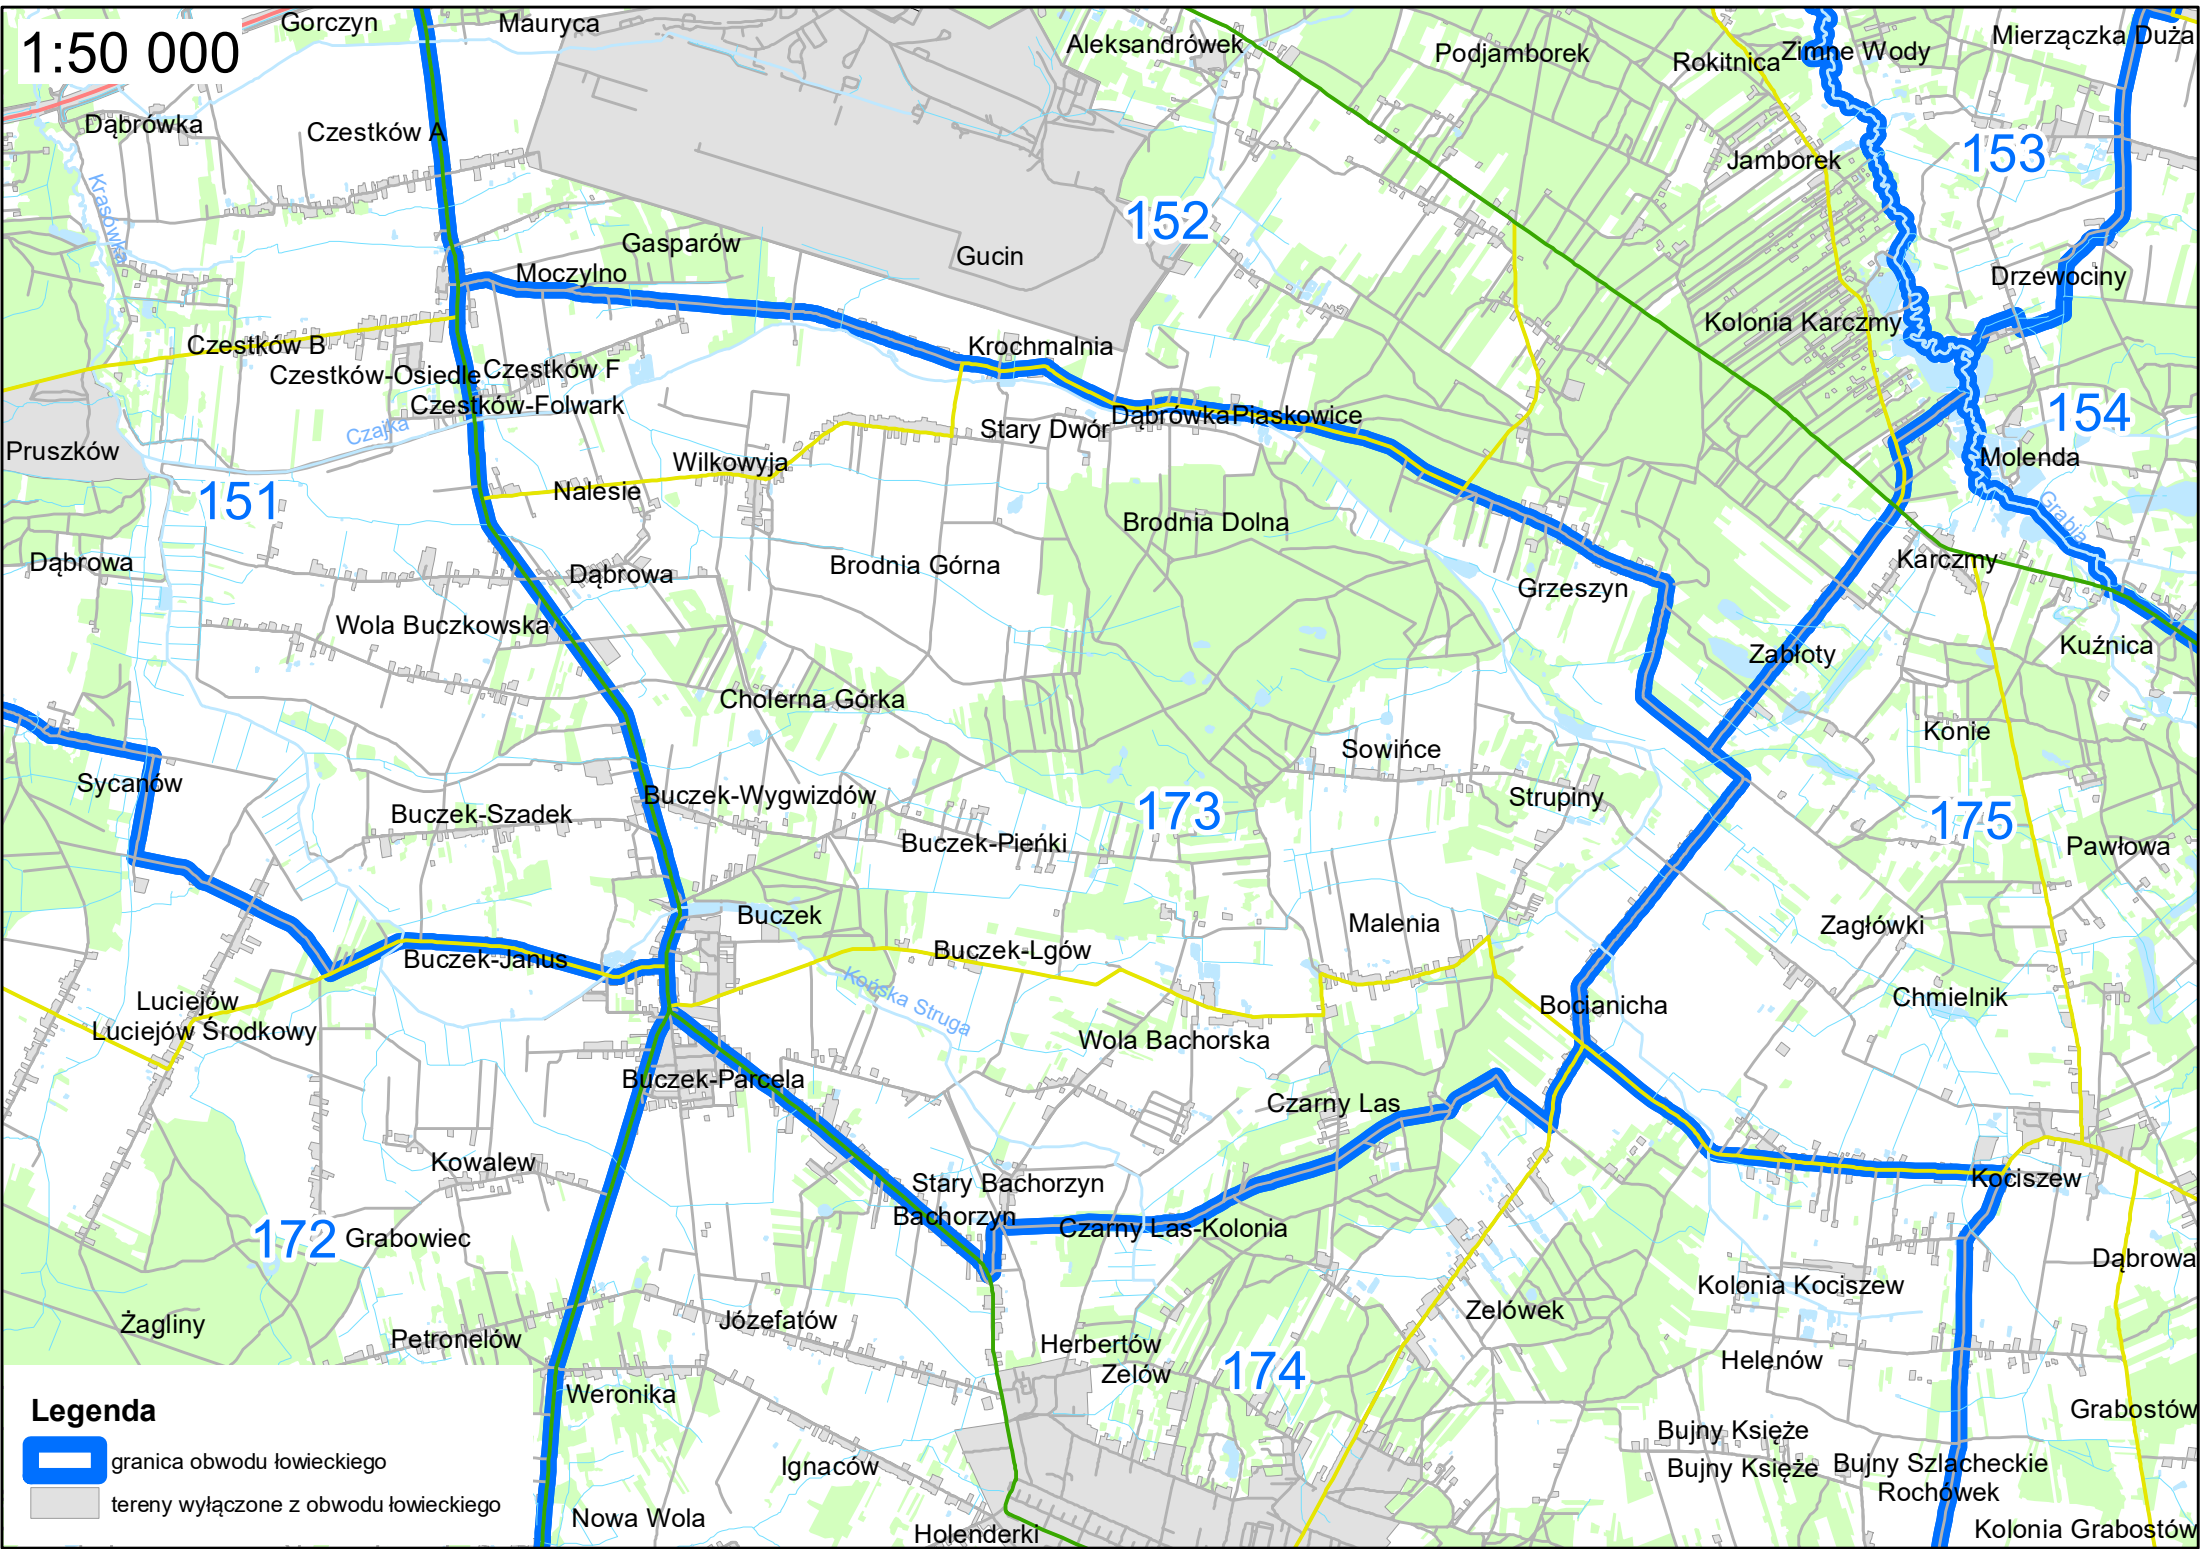 1:50 000
Gorczyn
Mauryca
Aleksandrówek
Podjamborek
Rokitnica
Zimne Wody
Mierzączka Duża
Dąbrówka
Czestków A
153
Jamborek
Krasówka
152
Gasparów
Gucin
Moczylno
Drzewociny
Kolonia Karczmy
Czestków B
Krochmalnia
Czestków-Osiedle
Czestków F
Czestków-Folwark
Dąbrówka
Piaskowice
154
Czajka
Stary Dwór
Pruszków
Wilkowyja
Molenda
Nalesie
151
Brodnia Dolna
Grabia
Dąbrowa
Dąbrowa
Brodnia Górna
Karczmy
Grzeszyn
Wola Buczkowska
Kuźnica
Zabłoty
Cholerna Górka
Konie
Sowińce
Sycanów
Buczek-Wygwizdów
Strupiny
173
175
Buczek-Szadek
Buczek-Pieńki
Pawłowa
Buczek
Malenia
Zagłówki
Buczek-Lgów
Buczek-Janus
Końska Struga
Luciejów
Chmielnik
Bocianicha
Luciejów Środkowy
Wola Bachorska
Buczek-Parcela
Czarny Las
Kowalew
Stary Bachorzyn
Kociszew
Bachorzyn
Czarny Las-Kolonia
172
Grabowiec
Dąbrowa
Kolonia Kociszew
Żagliny
Józefatów
Zelówek
Petronelów
Herbertów
Zelów
174
Helenów
Weronika
Grabostów
Legenda
Bujny Księże
granica obwodu łowieckiego
Ignaców
Bujny Księże
Bujny Szlacheckie
Rochówek
tereny wyłączone z obwodu łowieckiego
Nowa Wola
Holenderki
Kolonia Grabostów